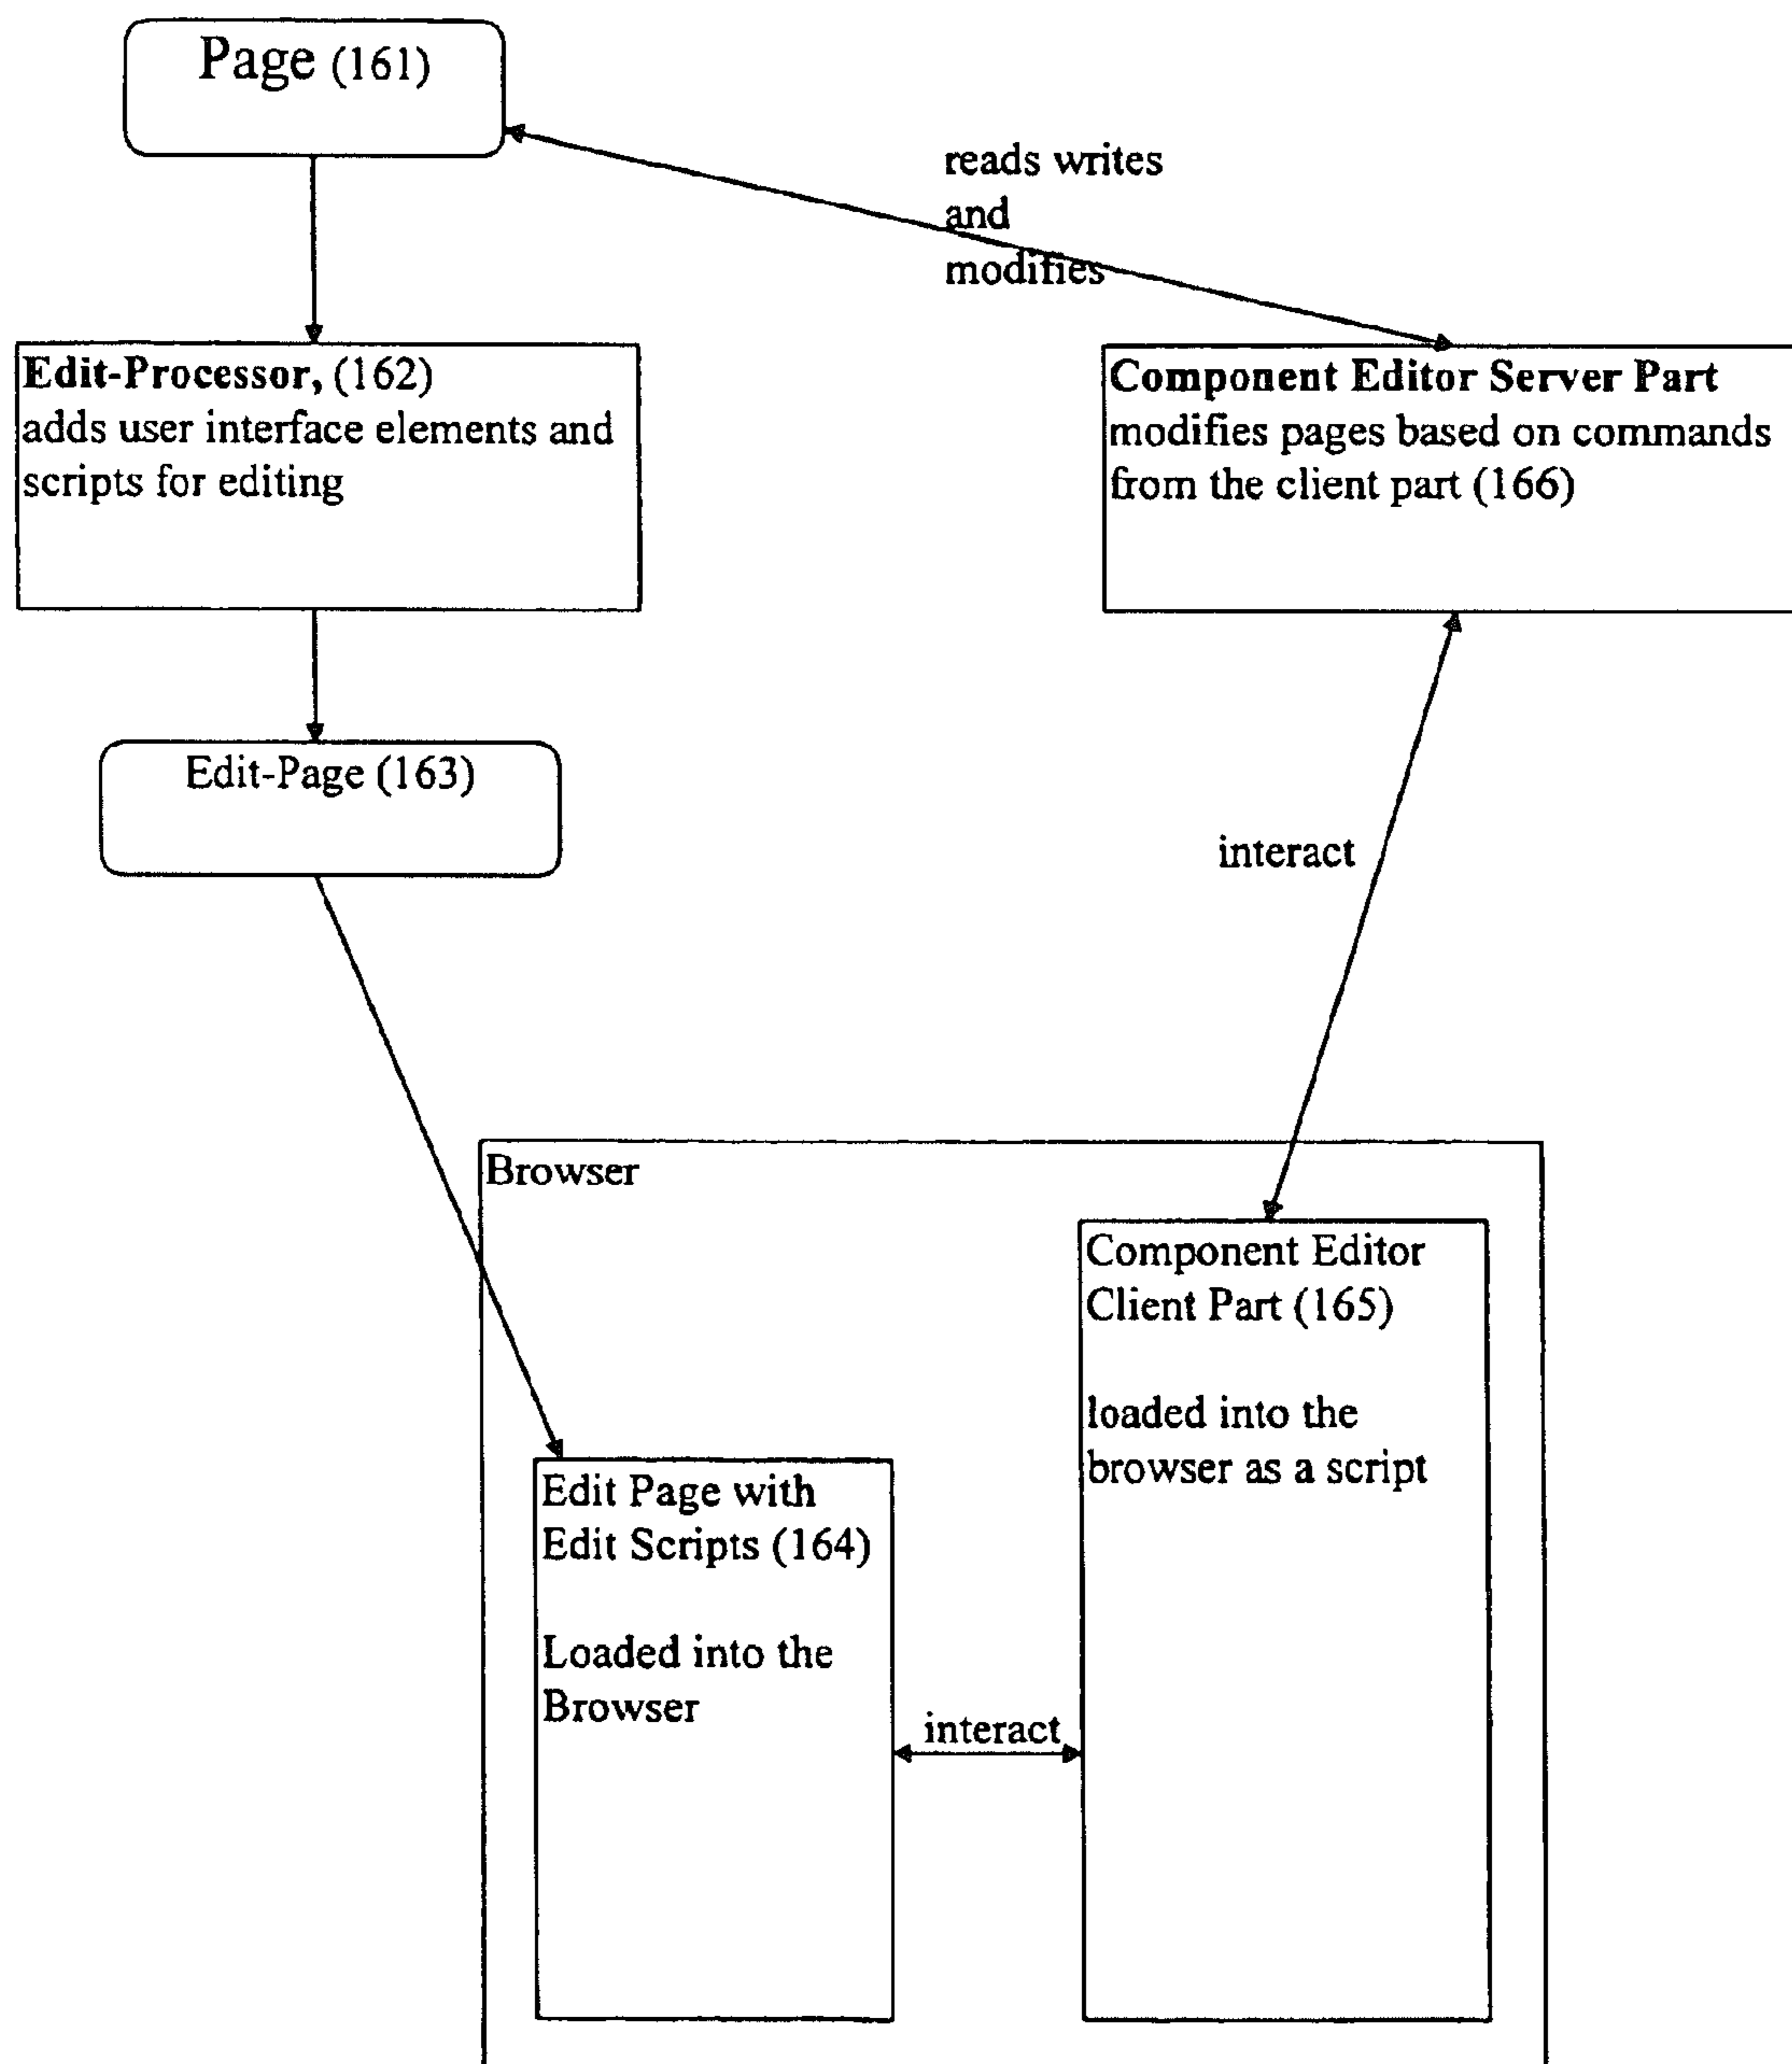 Page (161)
reads writes
and
modifies
Edit-Processor, (162)
adds user interface elements and
scripts for editing
Component Editor Server Part
modifies pages based on commands
from the client part (166)
Edit-Page (163)
interact
Browser
Component Editor
Client Part (165)
loaded into the
browser as a script
Edit Page with
Edit Scripts (164)
Loaded into the
Browser
interact